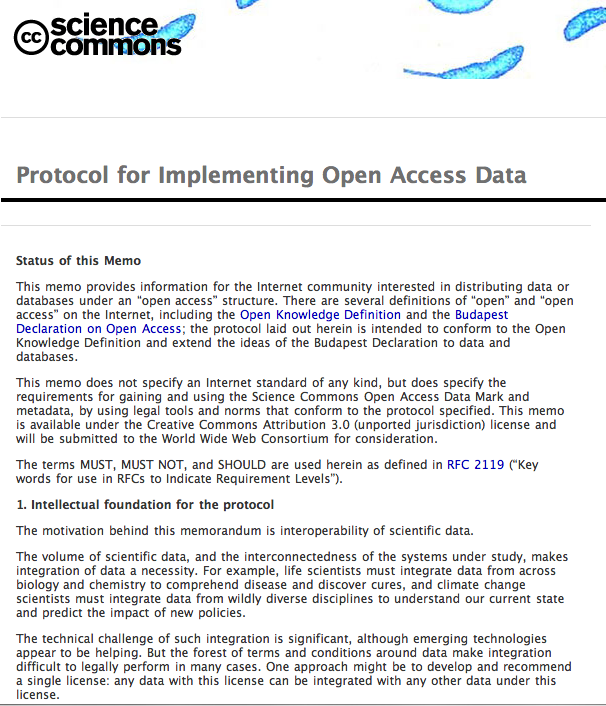 cc science
commons
Protocol for Implementing Open Access Data
Status of this Memo
This memo provides information for the Internet community interested in distributing data or
databases under an “open access” structure. There are several definitions of “open” and “open
access” on the Internet, including the Open Knowledge Definition and the Budapest
Declaration on Open Access; the protocol laid out herein is intended to conform to the Open
Knowledge Definition and extend the ideas of the Budapest Declaration to data and
databases.
This memo does not specify an Internet standard of any kind, but does specify the
requirements for gaining and using the Science Commons Open Access Data Mark and
metadata, by using legal tools and norms that conform to the protocol specified. This memo
is available under the Creative Commons Attribution 3.0 (unported jurisdiction) license and
will be submitted to the World Wide Web Consortium for consideration.
The terms MUST, MUST NOT, and SHOULD are used herein as defined in RFC 2119 (“Key
words for use in RFCs to Indicate Requirement Levels”).
1. Intellectual foundation for the protocol
The motivation behind this memorandum is interoperability of scientific data.
The volume of scientific data, and the interconnectedness of the systems under study, makes
integration of data a necessity. For example, life scientists must integrate data from across
biology and chemistry to comprehend disease and discover cures, and climate change
scientists must integrate data from wildly diverse disciplines to understand our current state
and predict the impact of new policies.
The technical challenge of such integration is significant, although emerging technologies
appear to be helping. But the forest of terms and conditions around data make integration
difficult to legally perform in many cases. One approach might be to develop and recommend
a single license: any data with this license can be integrated with any other data under this
license.